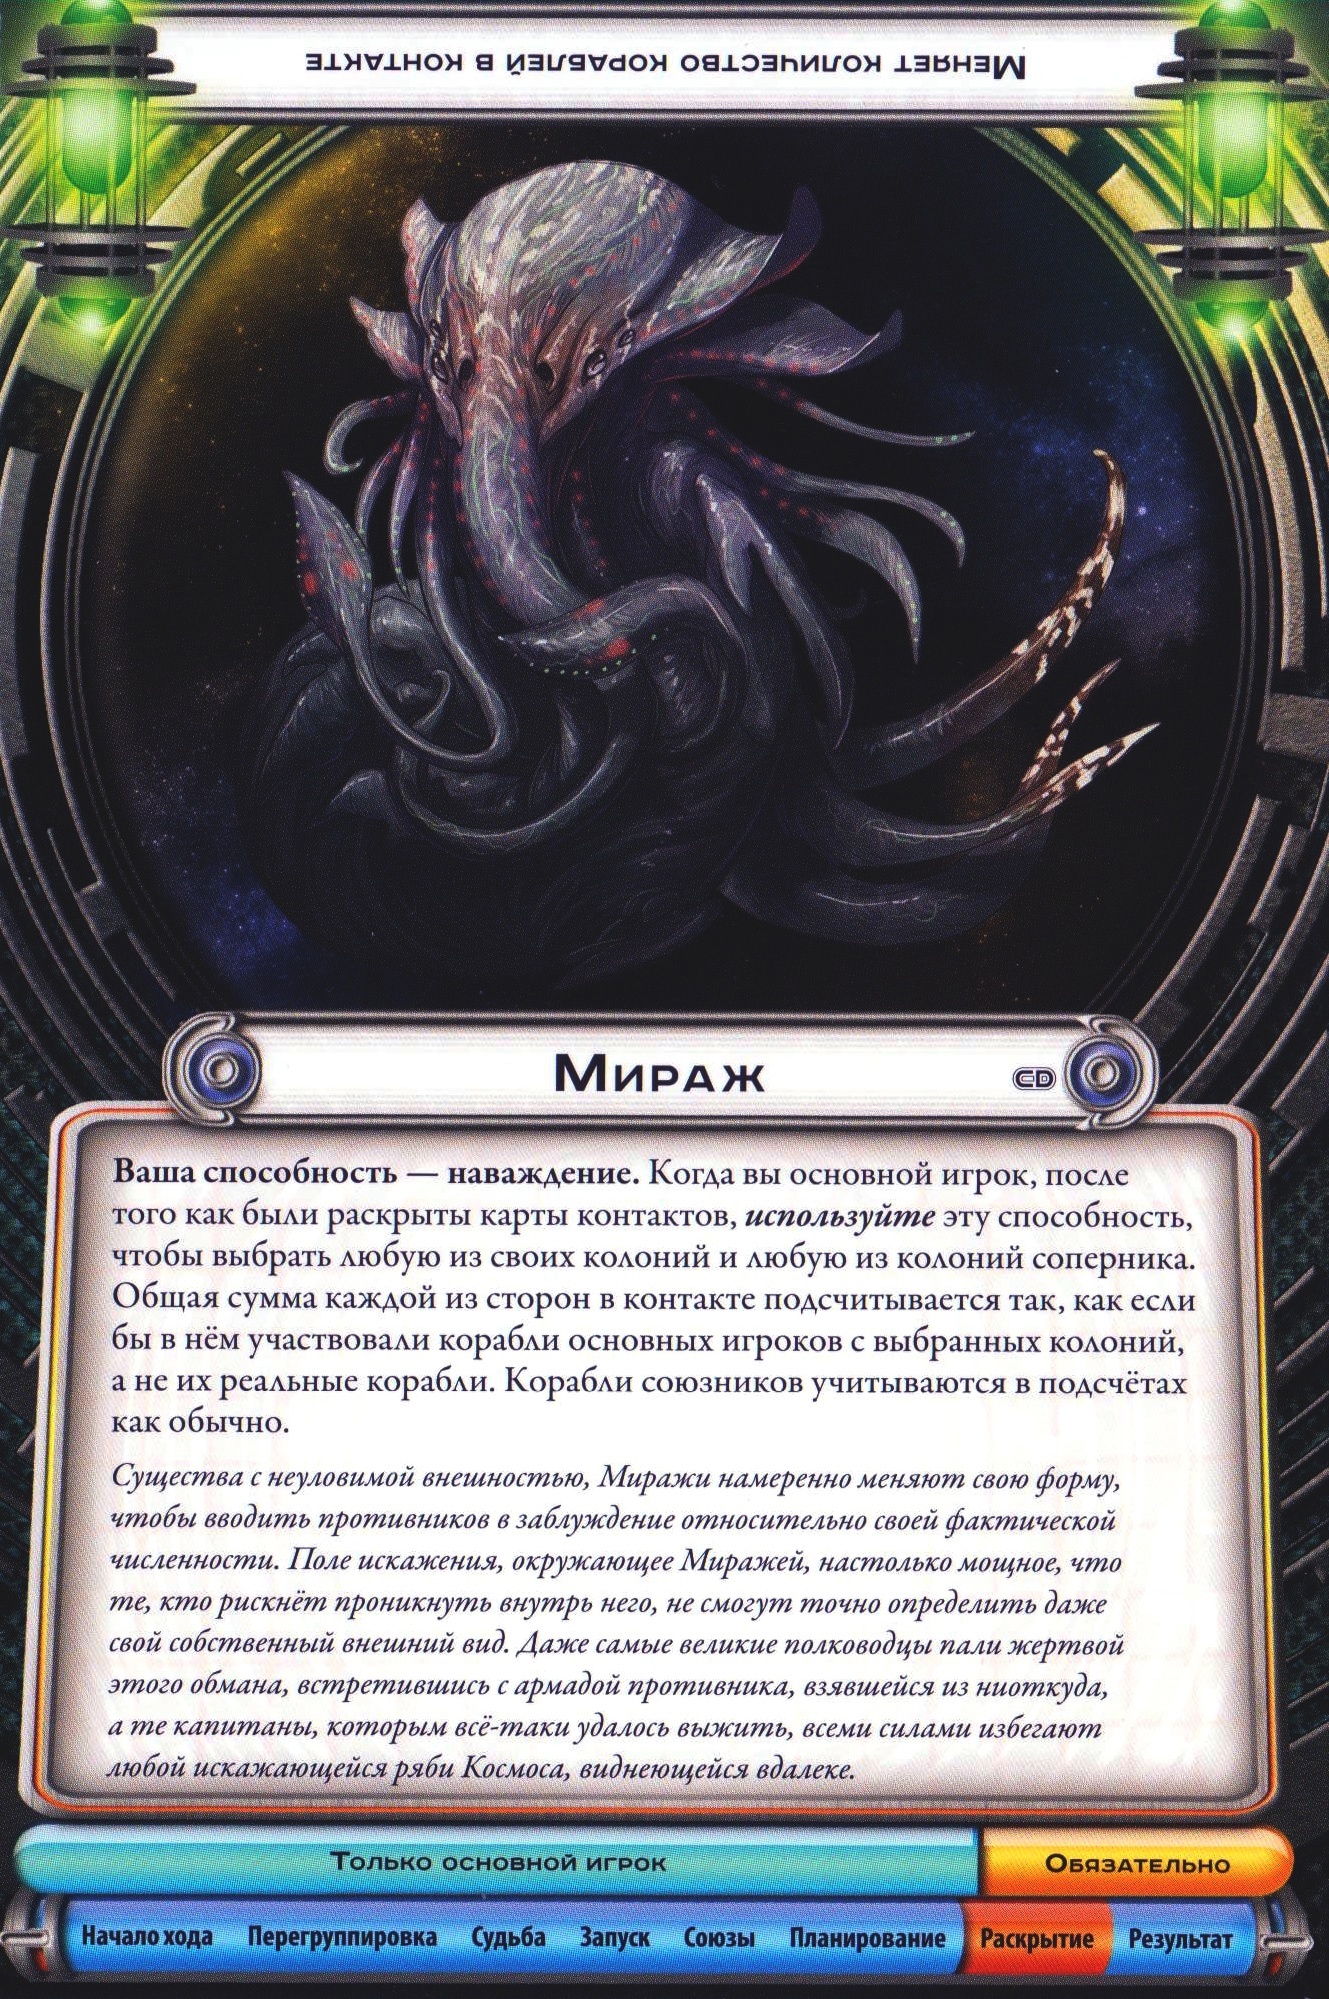 Меняет количество кораблей в контакте
Мираж
CD
Ваша способность — наваждение. Когда вы основной игрок, после
того как были раскрыты карты контактов, используйте эту способность,
чтобы выбрать любую из своих колоний и любую из колоний соперника.
Общая сумма каждой из сторон в контакте подсчитывается так, как если
бы в нём участвовали корабли основных игроков с выбранных колоний,
а не их реальные корабли. Корабли союзников учитываются в подсчётах
как обычно.
Существа с неуловимой внешностью, Миражи намеренно меняют свою форму,
чтобы вводить противников в заблуждение относительно своей фактической
численности. Поле искажения, окружающее Миражей, настолько мощное, что
те, кто рискнёт проникнуть внутрь него, не смогут точно определить даже
свой собственный внешний вид. Даже самые великие полководцы пали жертвой
этого обмана, встретившись с армадой противника, взявшейся из ниоткуда,
а те капитаны, которым всё-таки удалось выжить, всеми силами избегают
любой искажающейся ряби Космоса, виднеющейся вдалеке.
Только основной игрок Обязательно
Начало хода Перегруппировка Судьба Запуск Союзы Планирование Раскрытие Результат